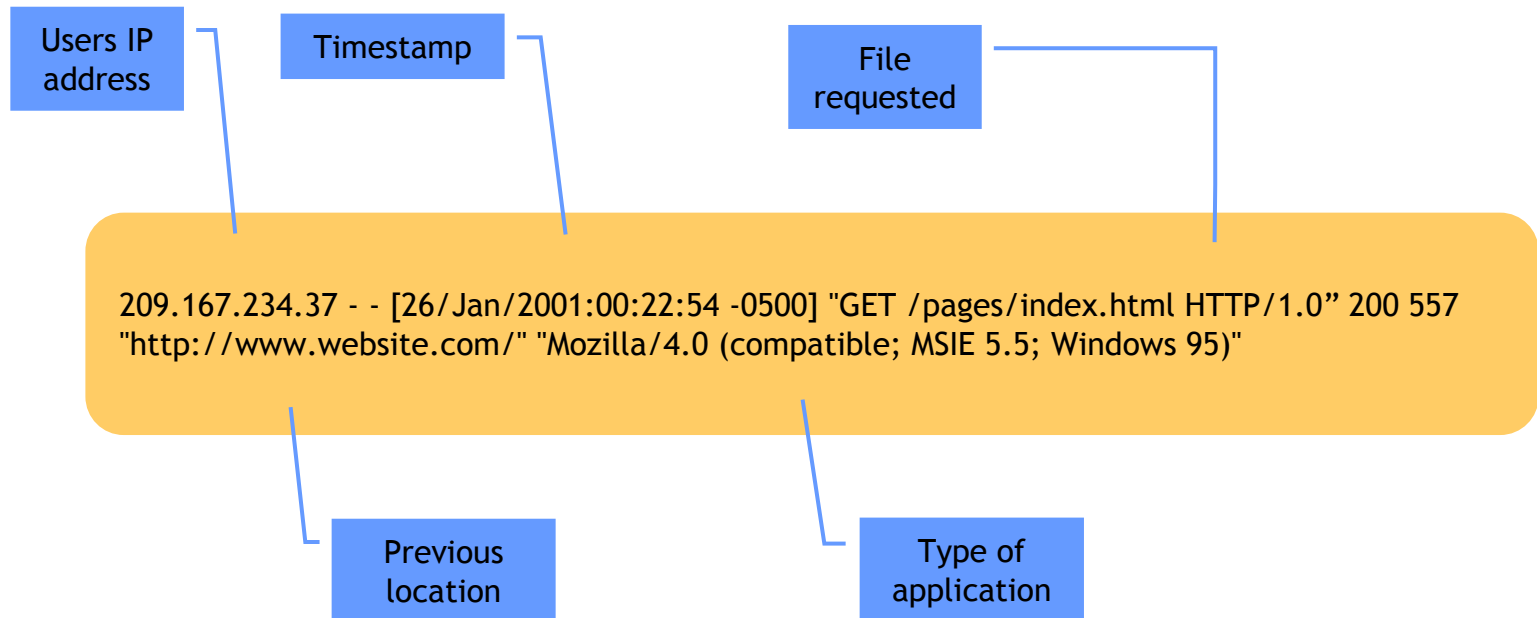 Users IP
address
Timestamp
File
requested
209.167.234.37 - - [26/Jan/2001:00:22:54 -0500] "GET /pages/index.html HTTP/1.0” 200 557
"http://www.website.com/" "Mozilla/4.0 (compatible; MSIE 5.5; Windows 95)"
Previous
location
Type of
application